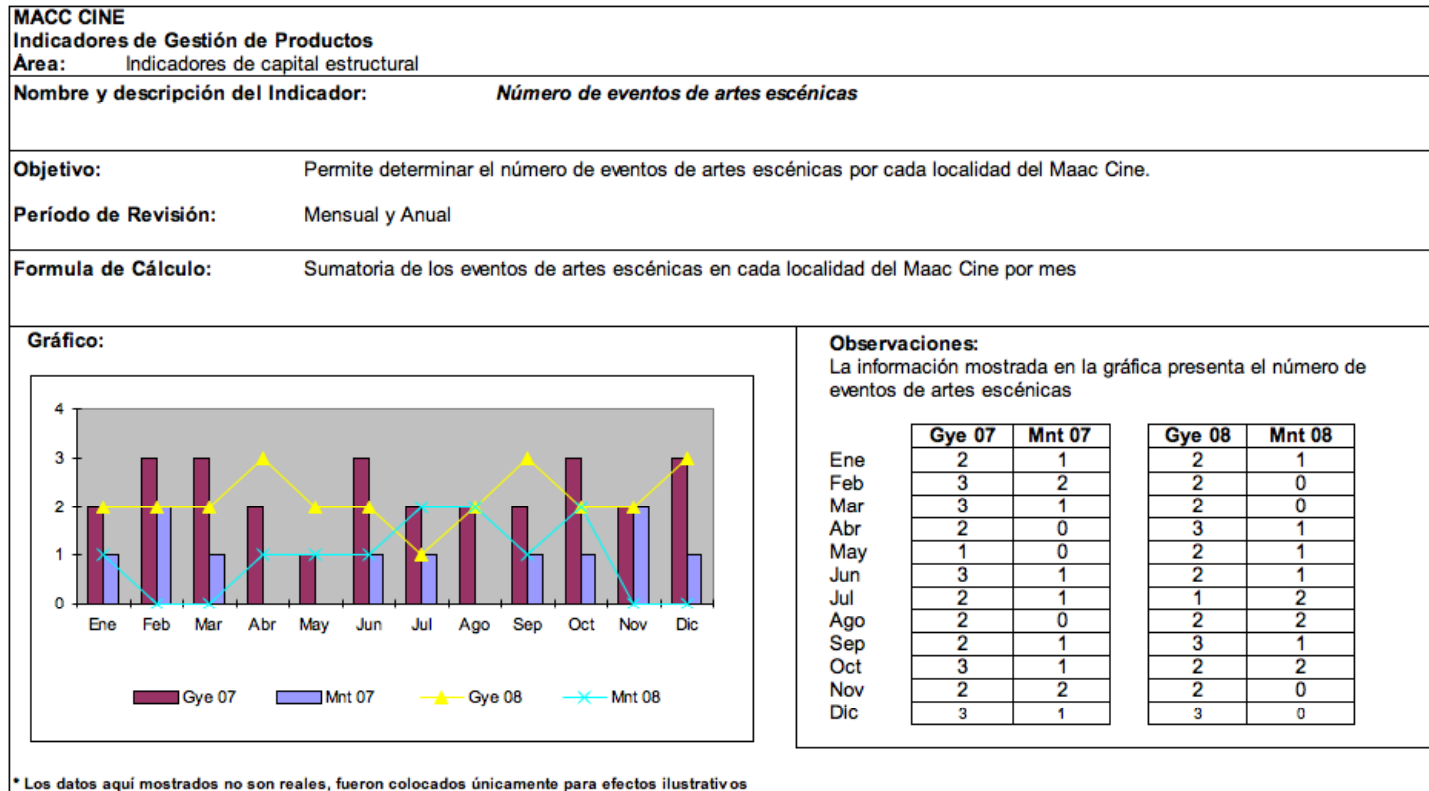 MACC CINE
Indicadores de Gestión de Productos
Área: Indicadores de capital estructural
Nombre y descripción del Indicador: Número de eventos de artes escénicas
Objetivo: Permite determinar el número de eventos de artes escénicas por cada localidad del Maac Cine.
Período de Revisión: Mensual y Anual
Formula de Cálculo: Sumatoria de los eventos de artes escénicas en cada localidad del Maac Cine por mes
Gráfico:
4
3
2
1
0
Ene Feb Mar Abr May Jun Jul Ago Sep Oct Nov Dic
Gye 07 Mnt 07 Gye 08 Mnt 08
Observaciones:
La información mostrada en la gráfica presenta el número de
eventos de artes escénicas
Gye 07 Mnt 07 Gye 08 Mnt 08
Ene 2 1 2 1
Feb 3 2 2 0
Mar 3 1 2 0
Abr 2 0 3 1
May 1 0 2 1
Jun 3 1 2 1
Jul 2 1 1 2
Ago 2 0 2 2
Sep 2 1 3 1
Oct 3 1 2 2
Nov 2 2 2 0
Dic 3 1 3 0
* Los datos aquí mostrados no son reales, fueron colocados únicamente para efectos ilustrativos